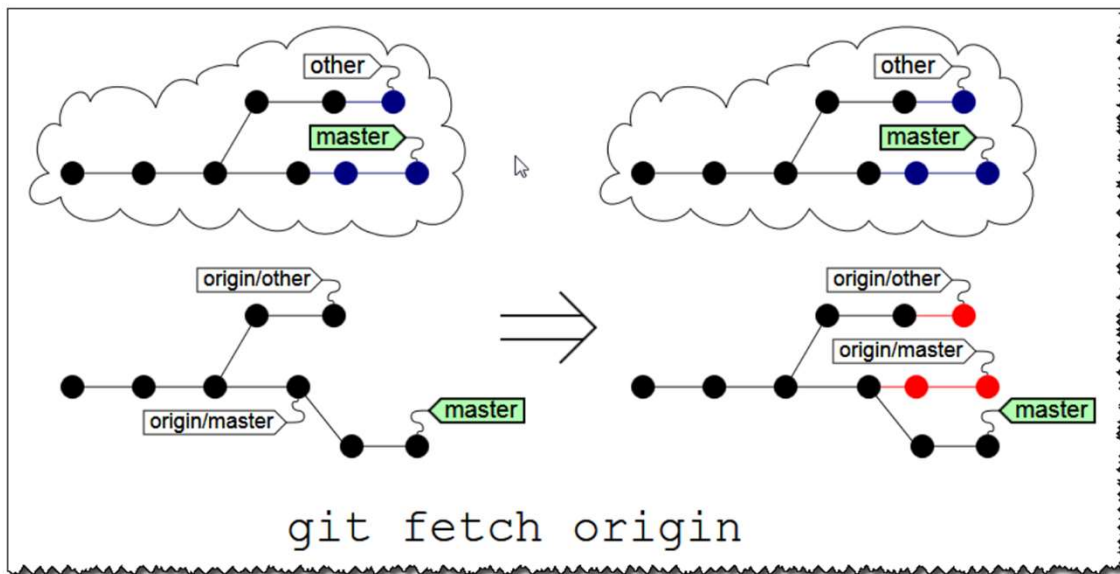 other
master
other
master
origin/other
origin/master
master
origin/other
origin/master
master
git fetch origin